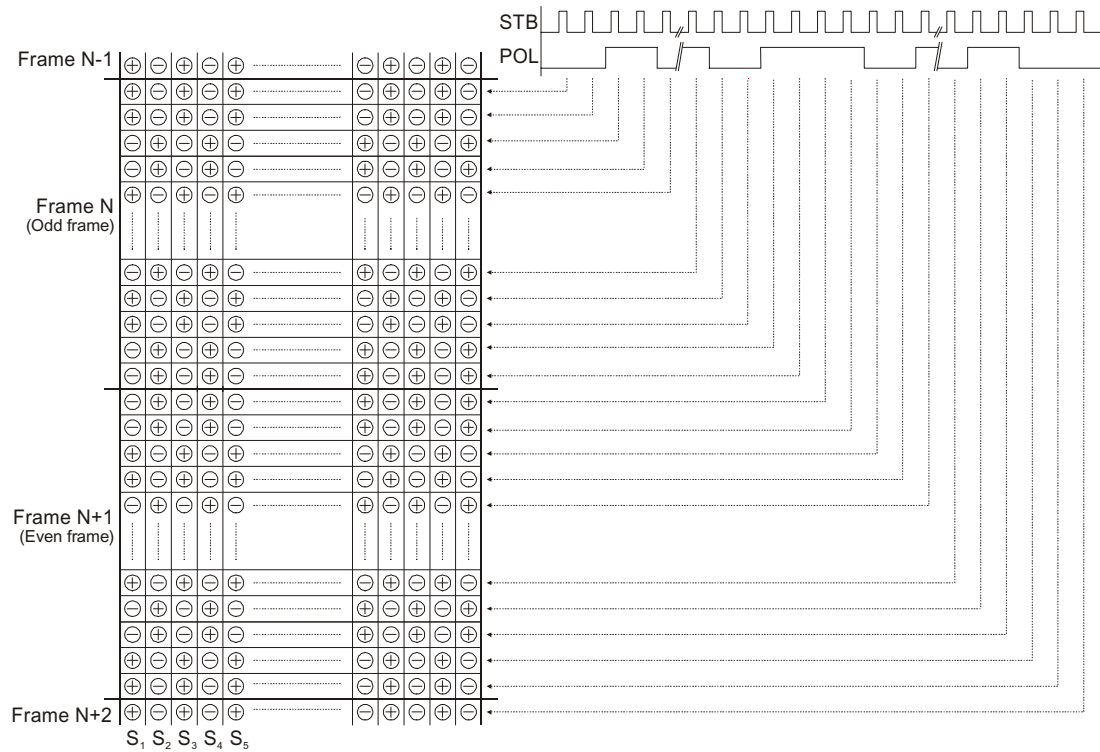 STB
POL
Frame N-1
Frame N
(Odd frame)
Frame N+1
(Even frame)
Frame N+2
S1 S2 S3 S4 S5